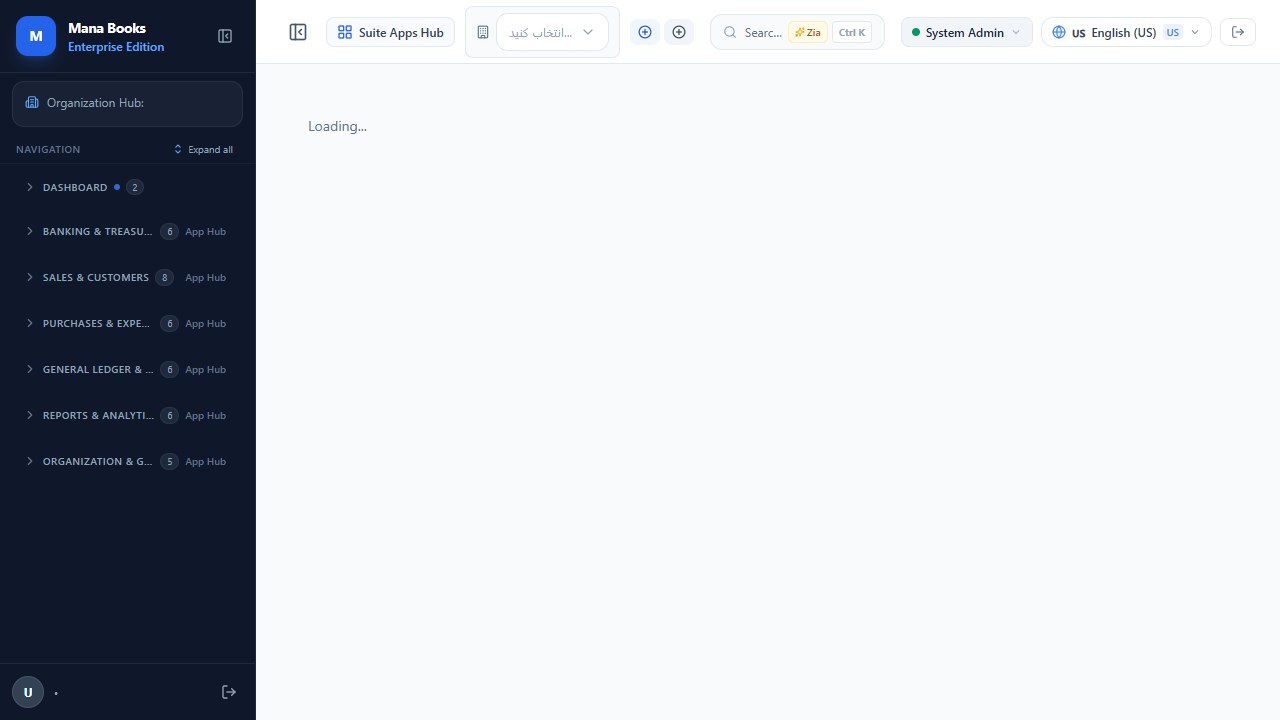 M
Mana Books
Enterprise Edition
Organization Hub:
NAVIGATION
Expand all
DASHBOARD 2
BANKING & TREASU... 6 App Hub
SALES & CUSTOMERS 8 App Hub
PURCHASES & EXPE... 6 App Hub
GENERAL LEDGER & ... 6 App Hub
REPORTS & ANALYTI... 6 App Hub
ORGANIZATION & G... 5 App Hub
U
Suite Apps Hub
انتخاب کنید...
Searc... Zia Ctrl K
System Admin
US English (US) US
Loading...